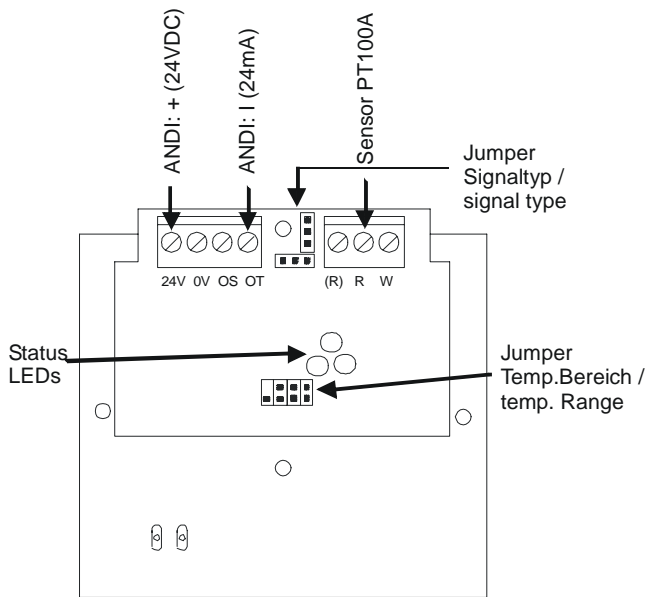 ANDI: + (24VDC)
ANDI: I (24mA)
Sensor PT100A
Jumper
Signaltyp /
signal type
24V 0V OS OT
(R) R W
Status
LEDs
Jumper
Temp.Bereich /
temp. Range